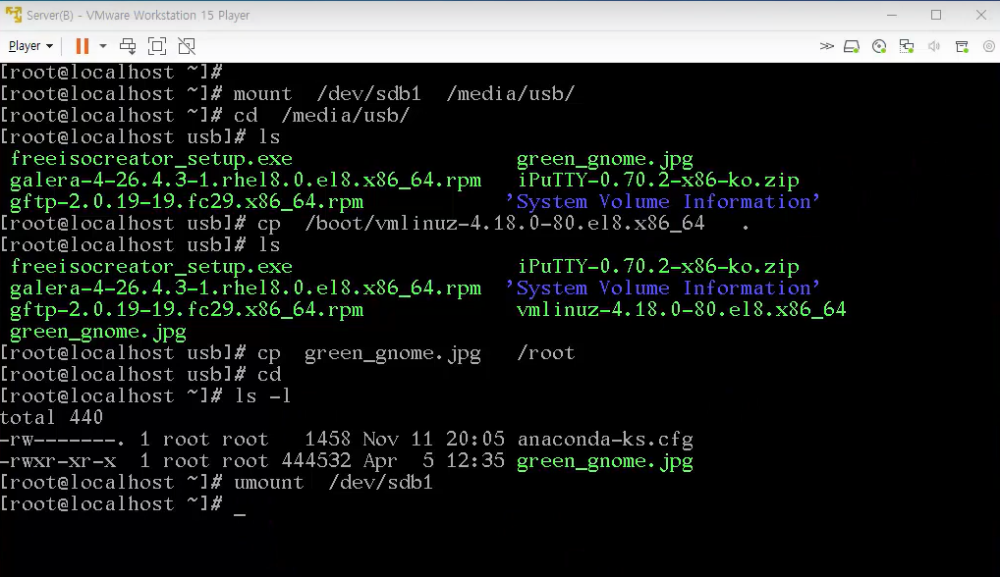 Server(B) - VMware Workstation 15 Player
Player
[root@localhost ~]#
[root@localhost ~]# mount  /dev/sdb1  /media/usb/
[root@localhost ~]# cd  /media/usb/
[root@localhost usb]# ls
freeisocreator_setup.exe                   green_gnome.jpg
galera-4-26.4.3-1.rhel8.0.el8.x86_64.rpm   iPuTTY-0.70.2-x86-ko.zip
gftp-2.0.19-19.fc29.x86_64.rpm            'System Volume Information'
[root@localhost usb]# cp  /boot/vmlinuz-4.18.0-80.el8.x86_64   .
[root@localhost usb]# ls
freeisocreator_setup.exe                   iPuTTY-0.70.2-x86-ko.zip
galera-4-26.4.3-1.rhel8.0.el8.x86_64.rpm  'System Volume Information'
gftp-2.0.19-19.fc29.x86_64.rpm             vmlinuz-4.18.0-80.el8.x86_64
green_gnome.jpg
[root@localhost usb]# cp  green_gnome.jpg   /root
[root@localhost usb]# cd
[root@localhost ~]# ls -l
total 440
-rw-------. 1 root root   1458 Nov 11 20:05 anaconda-ks.cfg
-rwxr-xr-x  1 root root 444532 Apr  5 12:35 green_gnome.jpg
[root@localhost ~]# umount  /dev/sdb1
[root@localhost ~]# _